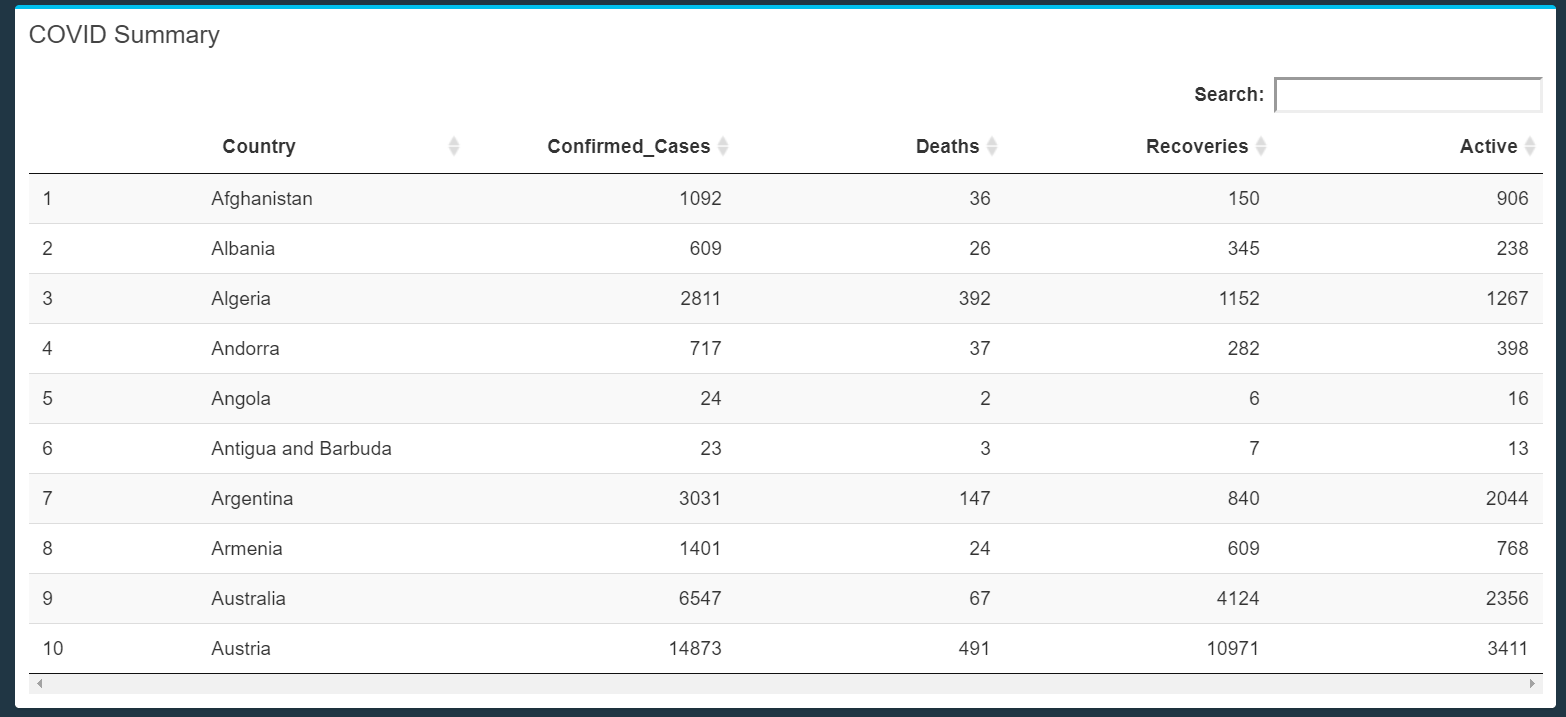 COVID Summary
Search:
Country Confirmed_Cases Deaths Recoveries Active
1 Afghanistan 1092 36 150 906
2 Albania 609 26 345 238
3 Algeria 2811 392 1152 1267
4 Andorra 717 37 282 398
5 Angola 24 2 6 16
6 Antigua and Barbuda 23 3 7 13
7 Argentina 3031 147 840 2044
8 Armenia 1401 24 609 768
9 Australia 6547 67 4124 2356
10 Austria 14873 491 10971 3411